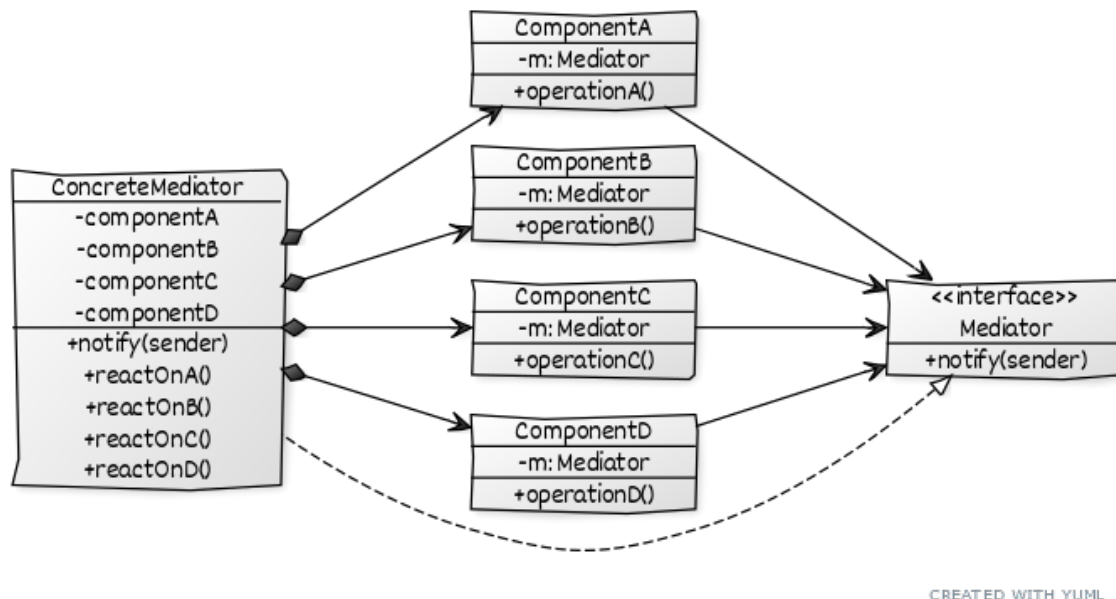 ComponentA
-m: Mediator
+operationA()
ComponentB
-m: Mediator
+operationB()
ConcreteMediator
-componentA
-componentB
-componentC
-componentD
+notify(sender)
+reactOnA()
+reactOnB()
+reactOnC()
+reactOnD()
ComponentC
-m: Mediator
+operationC()
<<interface>>
Mediator
+notify(sender)
ComponentD
-m: Mediator
+operationD()
CREATED WITH YUML